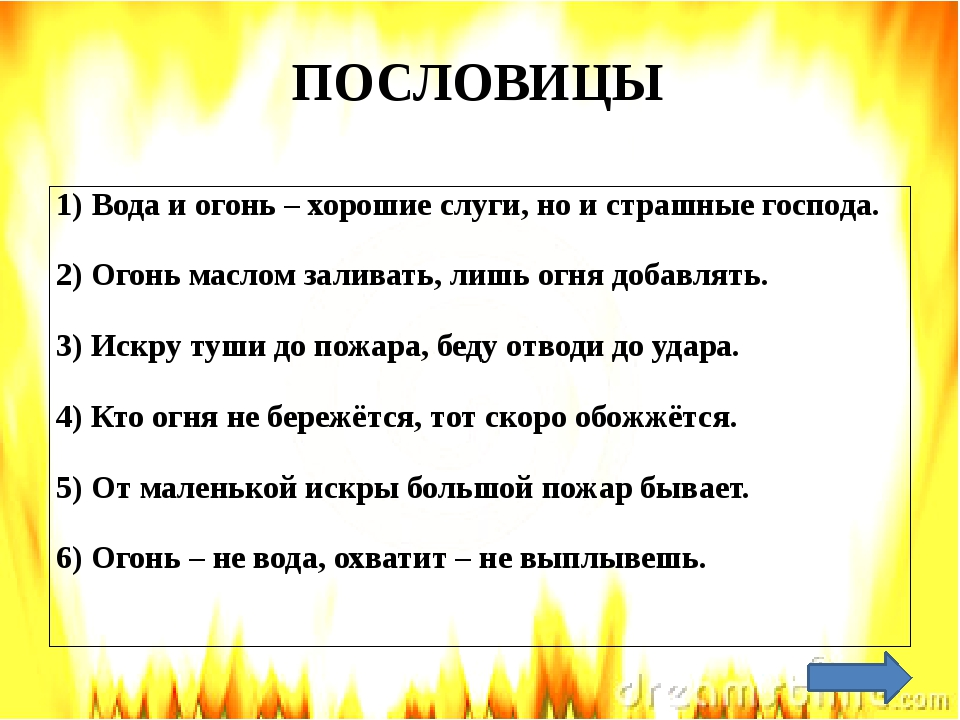 ПОСЛОВИЦЫ
1) Вода и огонь – хорошие слуги, но и страшные господа.
2) Огонь маслом заливать, лишь огня добавлять.
3) Искру туши до пожара, беду отводи до удара.
4) Кто огня не бережётся, тот скоро обожжётся.
5) От маленькой искры большой пожар бывает.
6) Огонь – не вода, охватит – не выплывешь.
.com